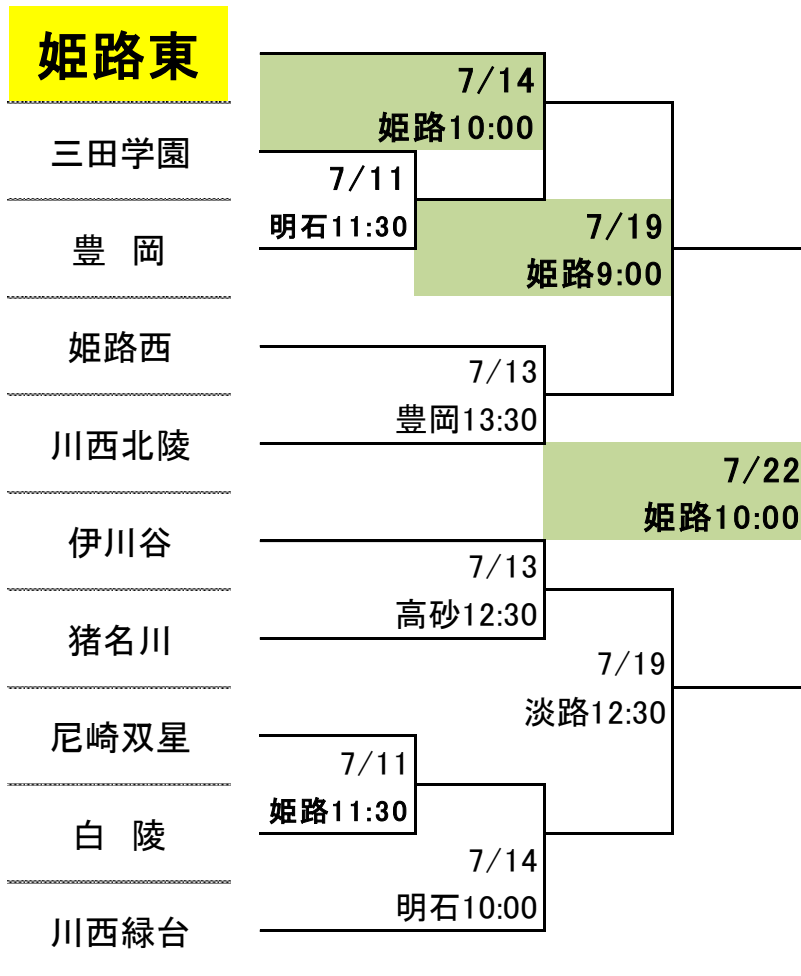 姫路東
三田学園
豊　岡
姫路西
川西北陵
伊川谷
猪名川
尼崎双星
白　陵
川西緑台
7/14
姫路10:00
7/11
明石11:30
7/19
姫路9:00
7/13
豊岡13:30
7/22
姫路10:00
7/13
高砂12:30
7/19
淡路12:30
7/11
姫路11:30
7/14
明石10:00